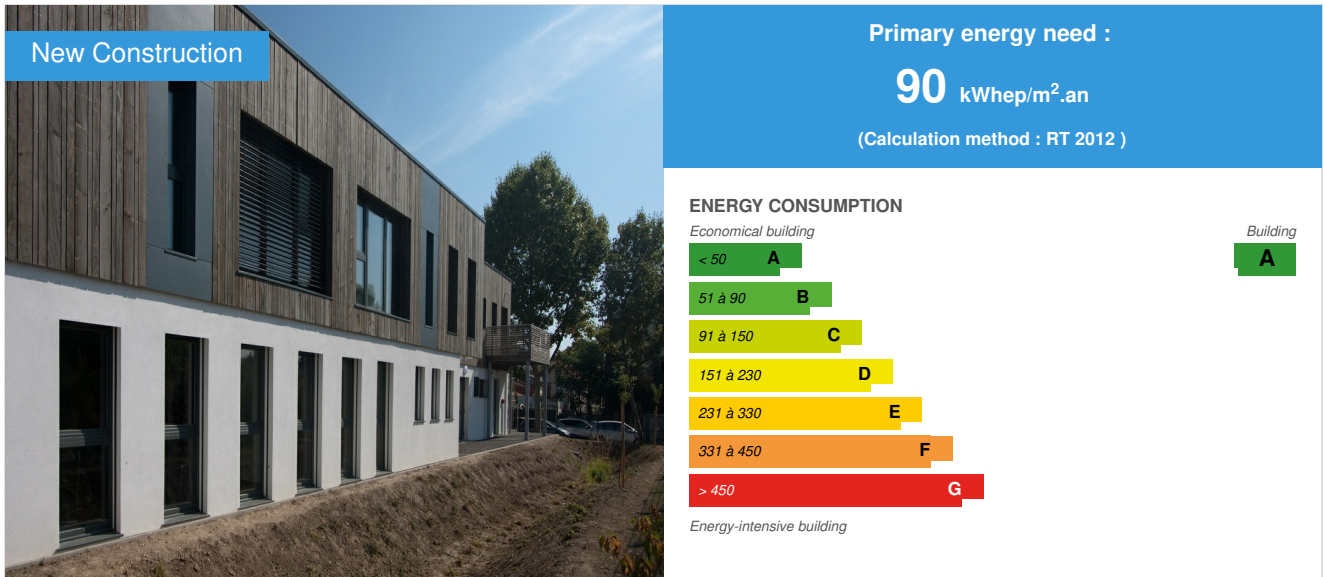 New Construction
Primary energy need :
90 kWhep/m².an
(Calculation method : RT 2012 )
ENERGY CONSUMPTION
Economical building
Building
< 50 A
A
51 à 90 B
91 à 150 C
151 à 230 D
231 à 330 E
331 à 450 F
> 450 G
Energy-intensive building